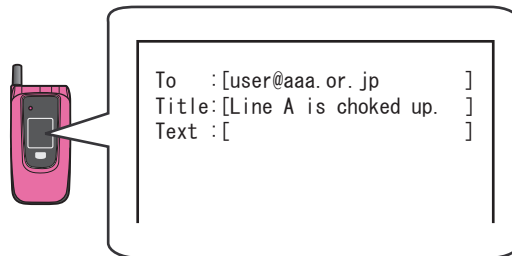 To   :[user@aaa.or.jp      ]
Title:[Line A is choked up.  ]
Text :[                    ]